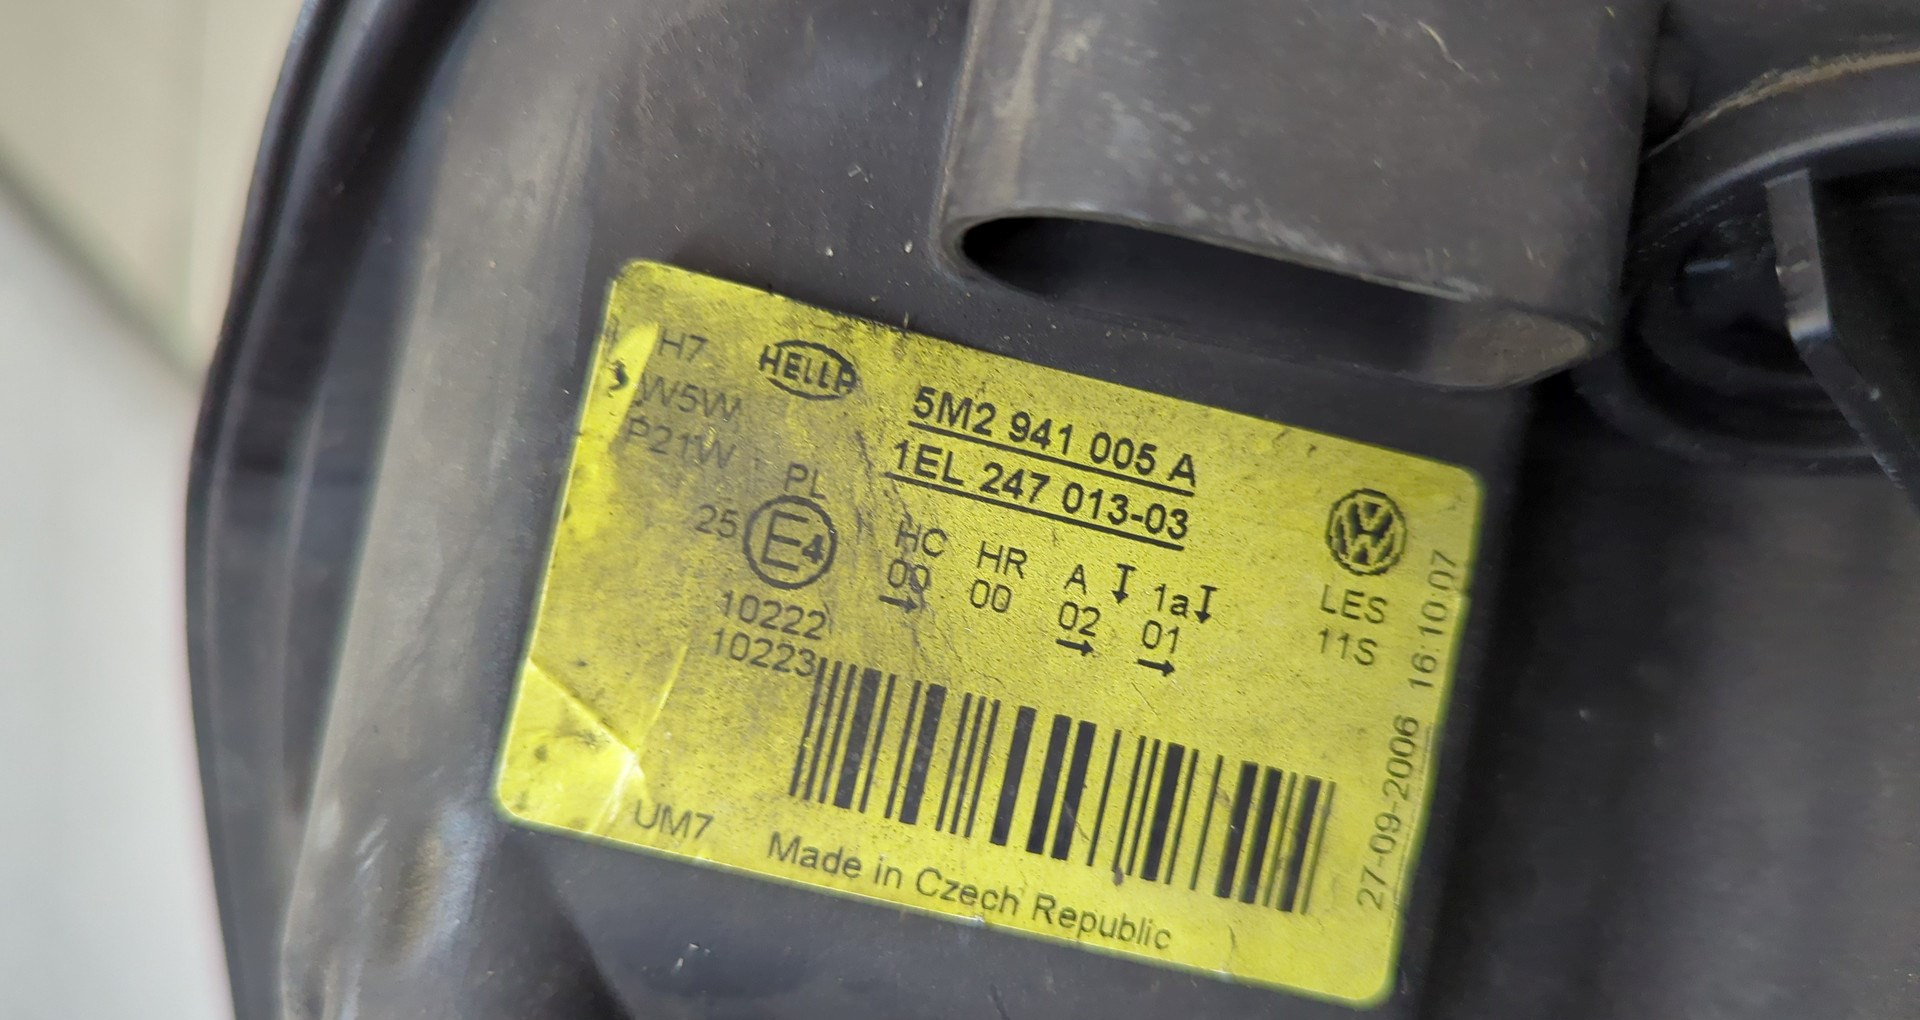 H7
W5W
P21W
HELLA
5M2 941 005 A
1EL 247 013-03
PL
25 E4
10222
10223
HC HR A 1a
00 00 02 01
LES
11S
27-09-2006 16:10:07
UM7 Made in Czech Republic